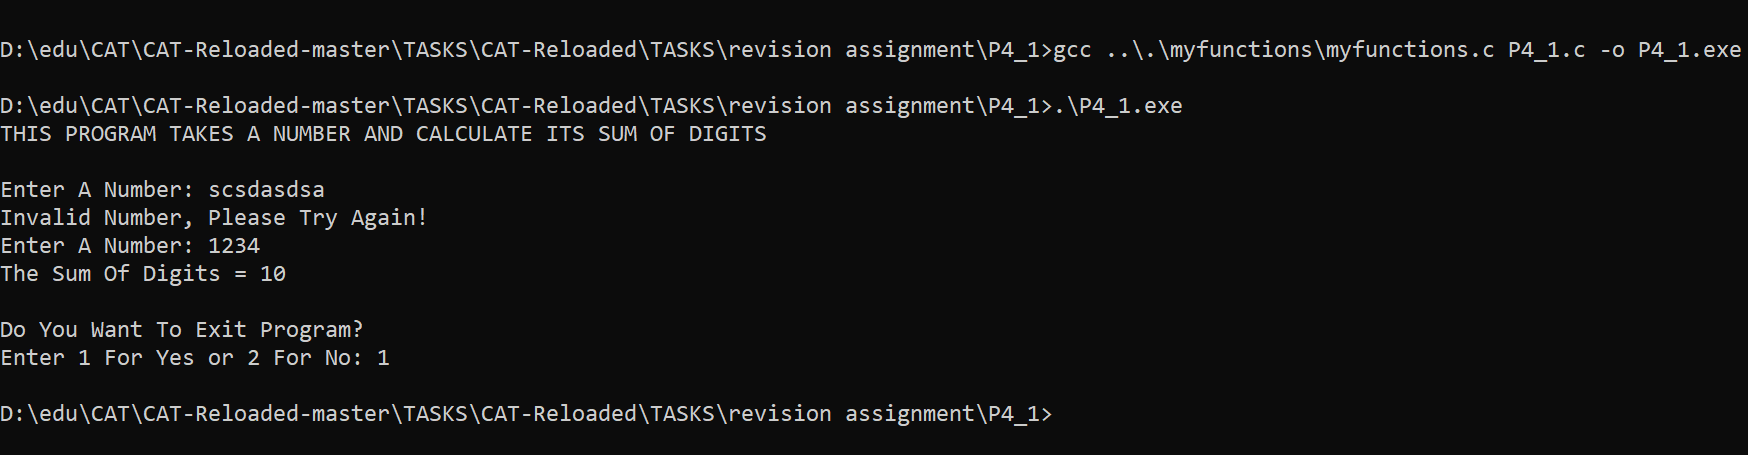 D:\edu\CAT\CAT-Reloaded-master\TASKS\CAT-Reloaded\TASKS\revision assignment\P4_1>gcc ..\.\myfunctions\myfunctions.c P4_1.c -o P4_1.exe
D:\edu\CAT\CAT-Reloaded-master\TASKS\CAT-Reloaded\TASKS\revision assignment\P4_1>.\P4_1.exe
THIS PROGRAM TAKES A NUMBER AND CALCULATE ITS SUM OF DIGITS
Enter A Number: scsdasdsa
Invalid Number, Please Try Again!
Enter A Number: 1234
The Sum Of Digits = 10
Do You Want To Exit Program?
Enter 1 For Yes or 2 For No: 1
D:\edu\CAT\CAT-Reloaded-master\TASKS\CAT-Reloaded\TASKS\revision assignment\P4_1>